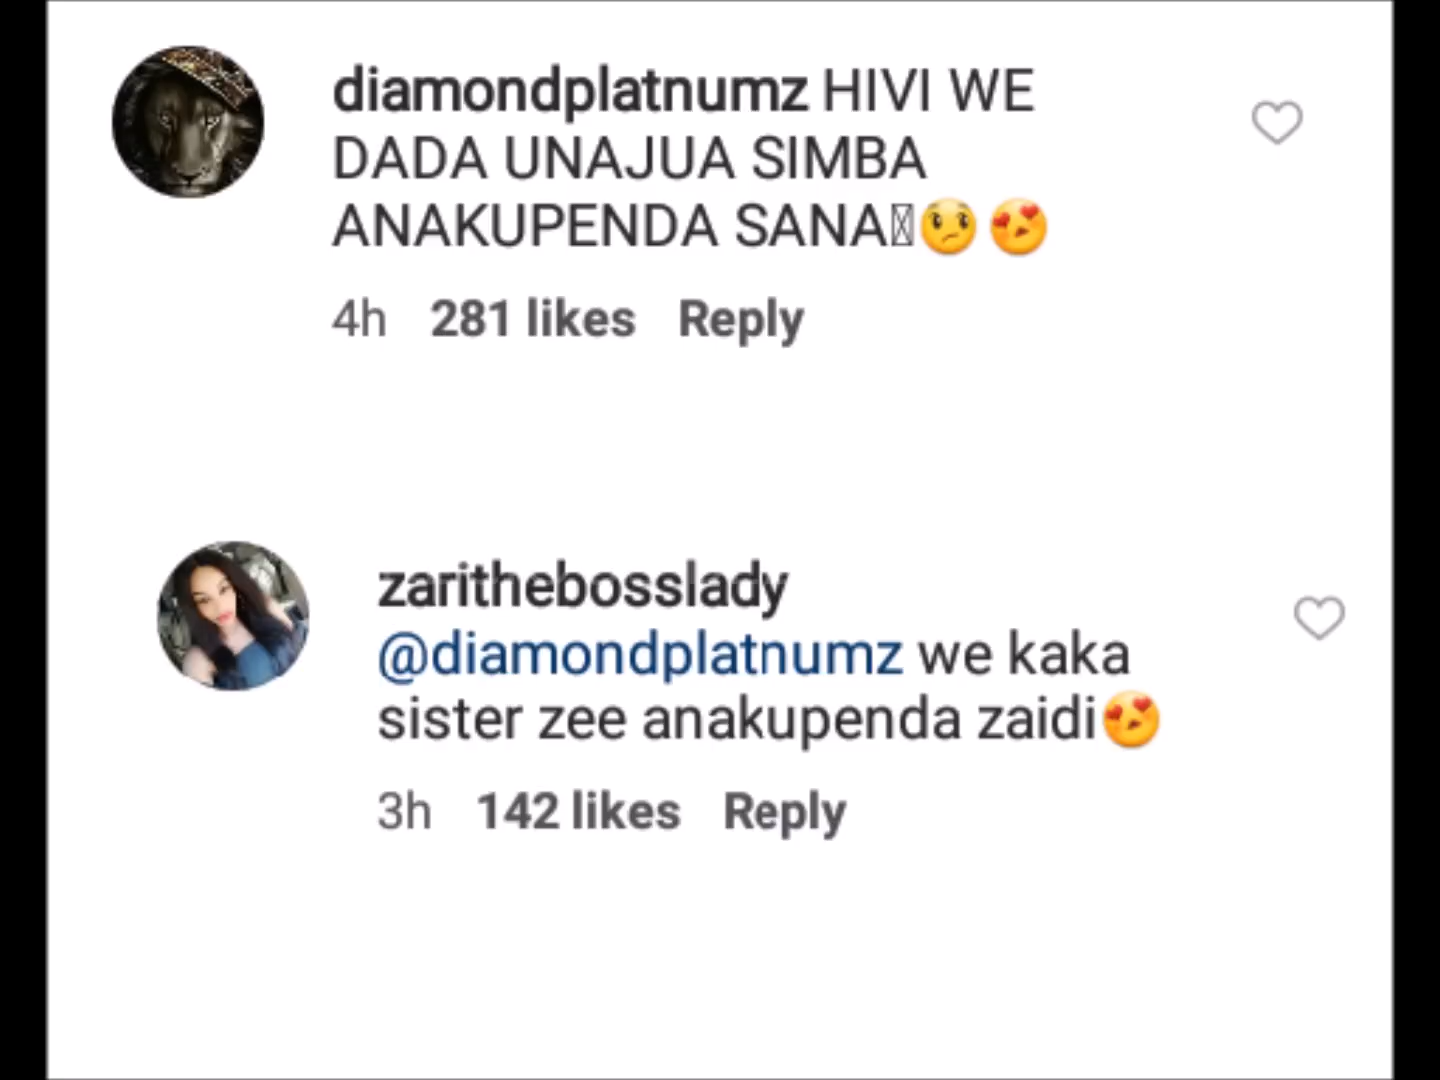 diamondplatnumz HIVI WE
DADA UNAJUA SIMBA
ANAKUPENDA SANA😞😍
4h 281 likes Reply
zarithebosslady
@diamondplatnumz we kaka
sister zee anakupenda zaidi😍
3h 142 likes Reply